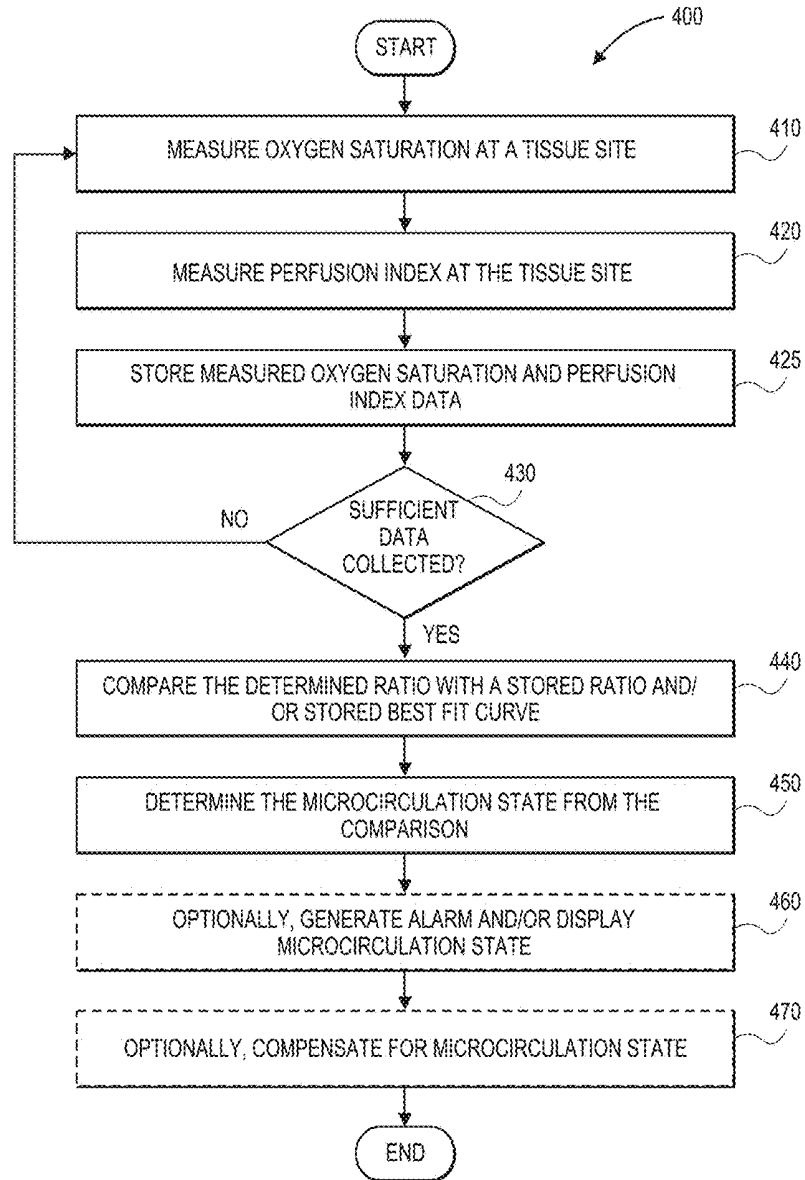 400
START
MEASURE OXYGEN SATURATION AT A TISSUE SITE
410
MEASURE PERFUSION INDEX AT THE TISSUE SITE
420
STORE MEASURED OXYGEN SATURATION AND PERFUSION
INDEX DATA
425
430
NO
SUFFICIENT
DATA
COLLECTED?
YES
COMPARE THE DETERMINED RATIO WITH A STORED RATIO AND/
OR STORED BEST FIT CURVE
440
DETERMINE THE MICROCIRCULATION STATE FROM THE
COMPARISON
450
OPTIONALLY, GENERATE ALARM AND/OR DISPLAY
MICROCIRCULATION STATE
460
OPTIONALLY, COMPENSATE FOR MICROCIRCULATION STATE
470
END